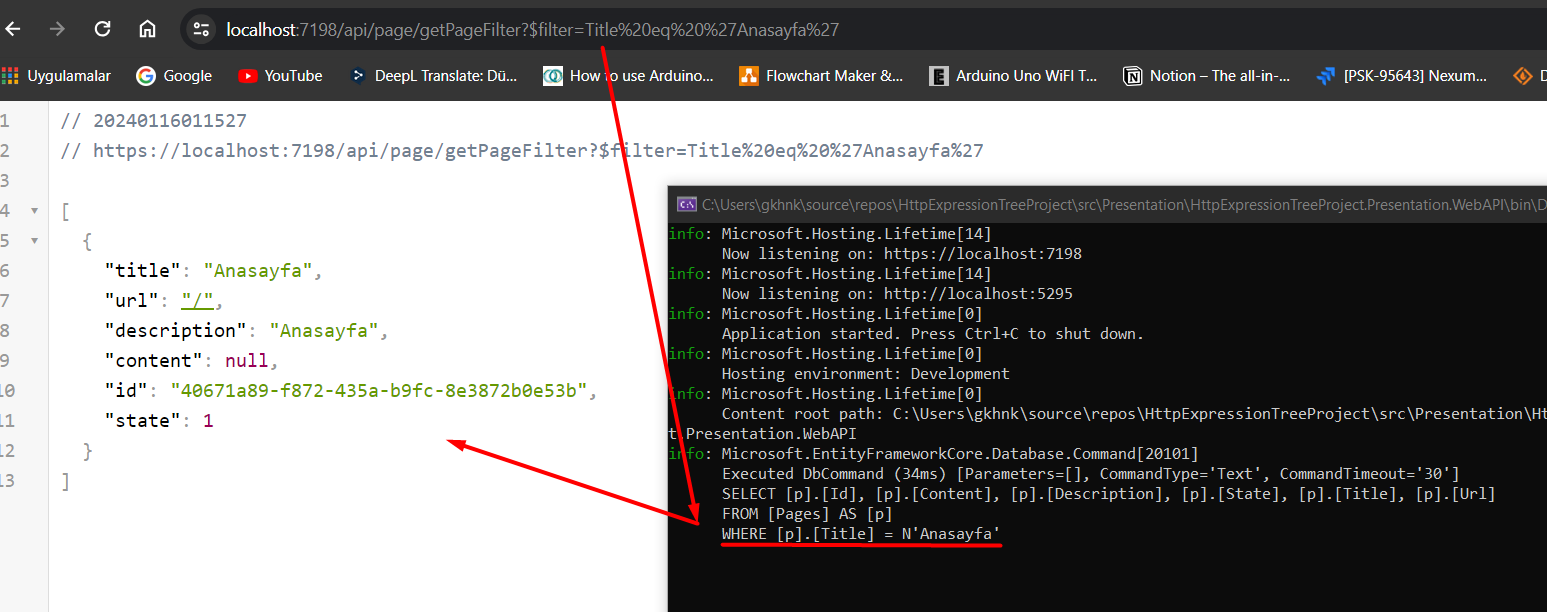 localhost:7198/api/page/getPageFilter?$filter=Title%20eq%20%27Anasayfa%27
Uygulamalar Google YouTube DeepL Translate: Dü... How to use Arduino... Flowchart Maker &... Arduino Uno WiFI T... Notion – The all-in-... [PSK-95643] Nexum... D
1 // 20240116011527
2 // https://localhost:7198/api/page/getPageFilter?$filter=Title%20eq%20%27Anasayfa%27
3
4 [
5 {
6 "title": "Anasayfa",
7 "url": "/",
8 "description": "Anasayfa",
9 "content": null,
10 "id": "40671a89-f872-435a-b9fc-8e3872b0e53b",
11 "state": 1
12 }
13 ]
C:\Users\gkhnk\source\repos\HttpExpressionTreeProject\src\Presentation\HttpExpressionTreeProject.Presentation.WebAPI\bin\D
info: Microsoft.Hosting.Lifetime[14]
Now listening on: https://localhost:7198
info: Microsoft.Hosting.Lifetime[14]
Now listening on: http://localhost:5295
info: Microsoft.Hosting.Lifetime[0]
Application started. Press Ctrl+C to shut down.
info: Microsoft.Hosting.Lifetime[0]
Hosting environment: Development
info: Microsoft.Hosting.Lifetime[0]
Content root path: C:\Users\gkhnk\source\repos\HttpExpressionTreeProject\src\Presentation\Ht
t.Presentation.WebAPI
info: Microsoft.EntityFrameworkCore.Database.Command[20101]
Executed DbCommand (34ms) [Parameters=[], CommandType='Text', CommandTimeout='30']
SELECT [p].[Id], [p].[Content], [p].[Description], [p].[State], [p].[Title], [p].[Url]
FROM [Pages] AS [p]
WHERE [p].[Title] = N'Anasayfa'